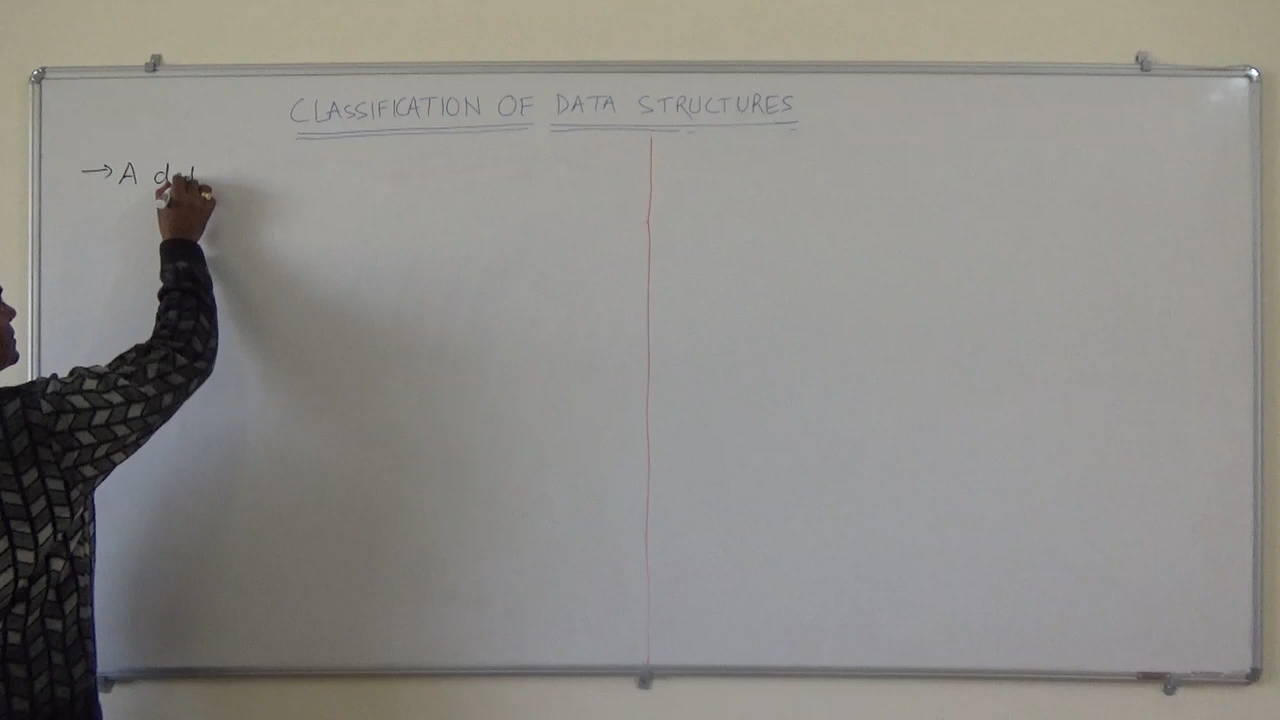 CLASSIFICATION OF DATA STRUCTURES
→ A